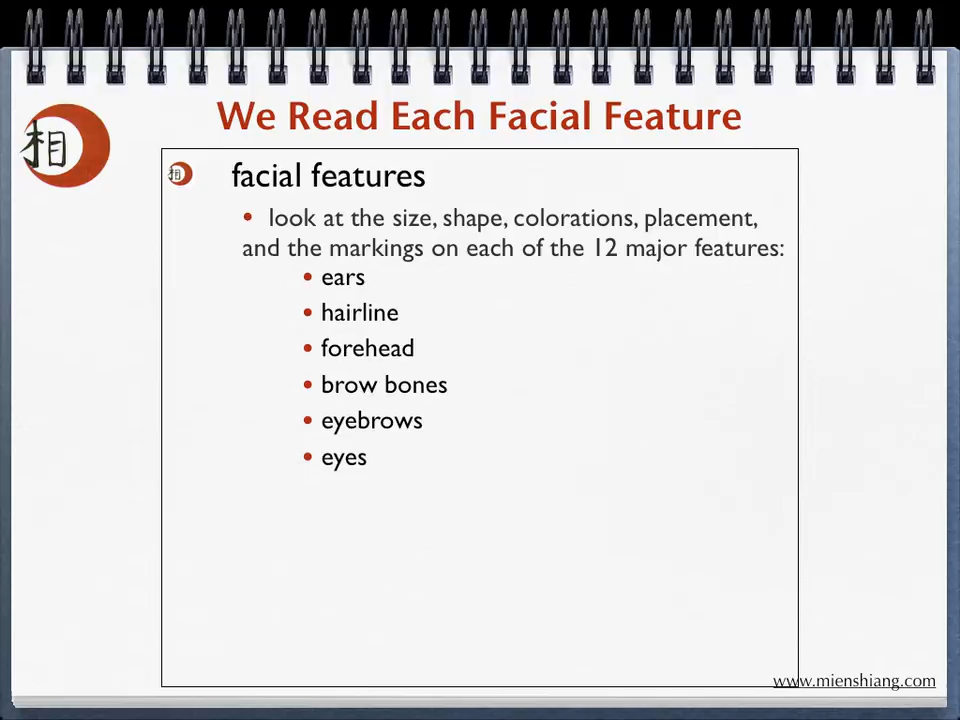 We Read Each Facial Feature
相
相
facial features
• look at the size, shape, colorations, placement,
and the markings on each of the 12 major features:
• ears
• hairline
• forehead
• brow bones
• eyebrows
• eyes
www.mienshiang.com